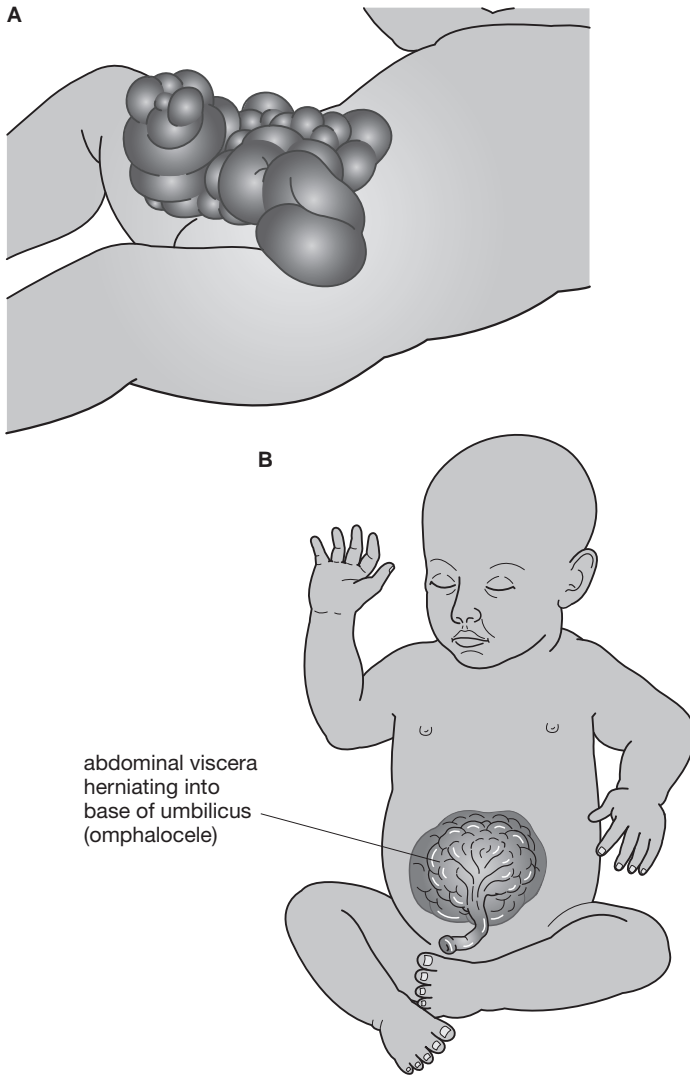 A
B
abdominal viscera
herniating into
base of umbilicus
(omphalocele)